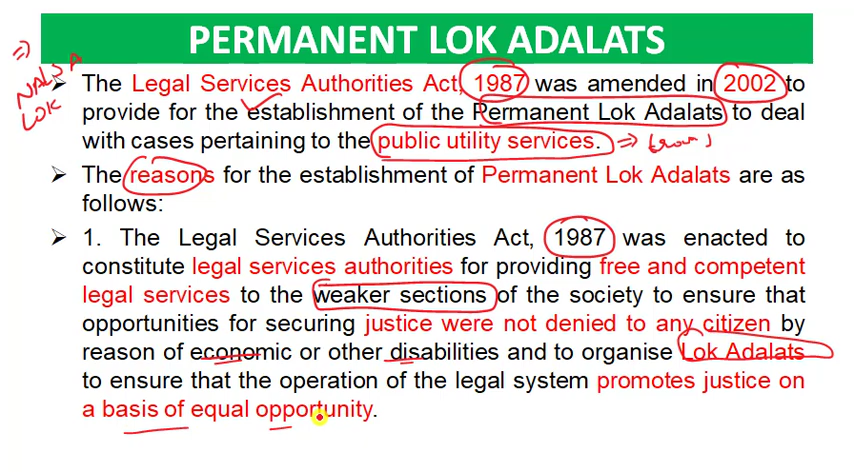 PERMANENT LOK ADALATS
⇒
NALSA
LOK
➢ The Legal Services Authorities Act, 1987 was amended in 2002 to
provide for the establishment of the Permanent Lok Adalats to deal
with cases pertaining to the public utility services. ⇒
➢ The reasons for the establishment of Permanent Lok Adalats are as
follows:
➢ 1. The Legal Services Authorities Act, 1987 was enacted to
constitute legal services authorities for providing free and competent
legal services to the weaker sections of the society to ensure that
opportunities for securing justice were not denied to any citizen by
reason of economic or other disabilities and to organise Lok Adalats
to ensure that the operation of the legal system promotes justice on
a basis of equal opportunity.